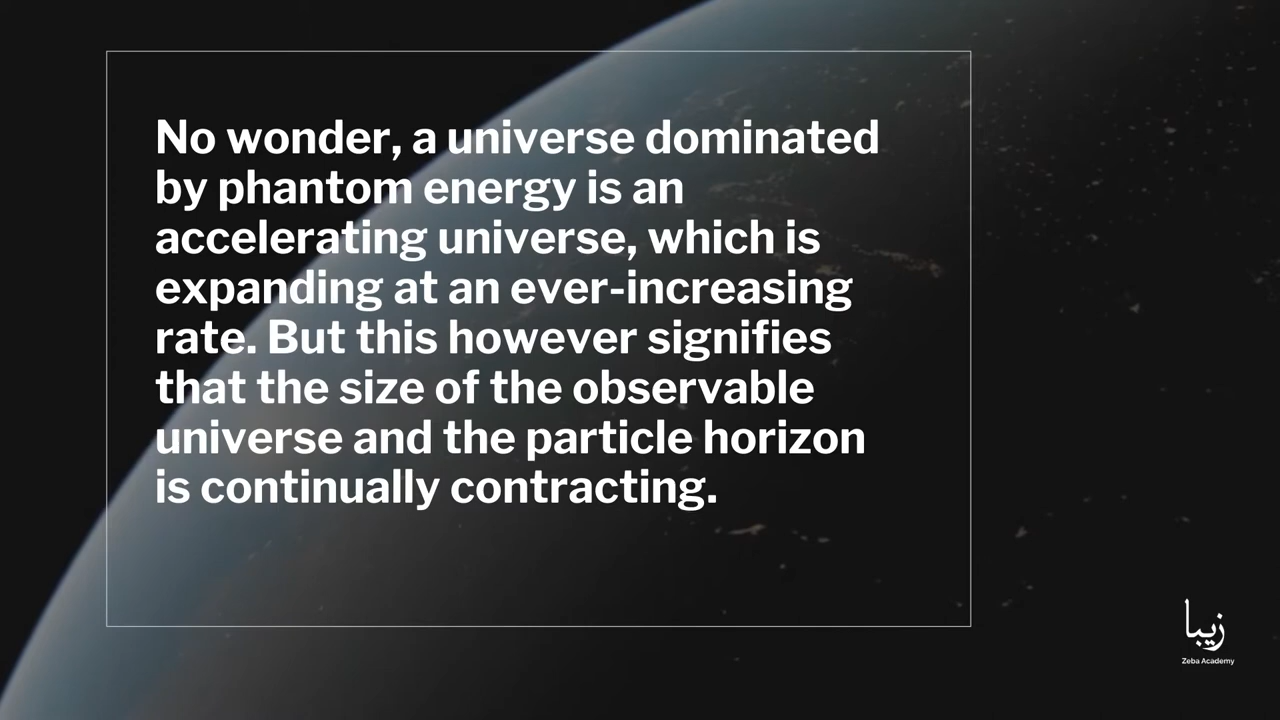 No wonder, a universe dominated
by phantom energy is an
accelerating universe, which is
expanding at an ever-increasing
rate. But this however signifies
that the size of the observable
universe and the particle horizon
is continually contracting.
زيبا
Zeba Academy